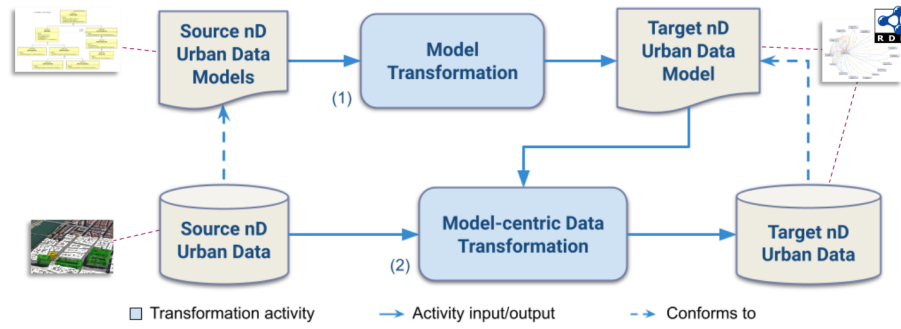 Source nD
Urban Data
Models
Model
Transformation
(1)
Target nD
Urban Data
Model
RDF
Source nD
Urban Data
Model-centric Data
Transformation
(2)
Target nD
Urban Data
Transformation activity
Activity input/output
Conforms to